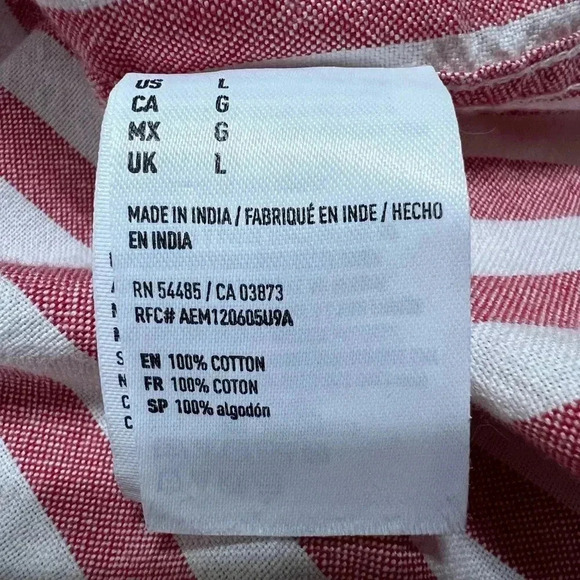 US L
CA G
MX G
UK L
MADE IN INDIA / FABRIQUÉ EN INDE / HECHO
EN INDIA
RN 54485 / CA 03873
RFC# AEM120605U9A
EN 100% COTTON
FR 100% COTON
SP 100% algodón
S
N
C
C